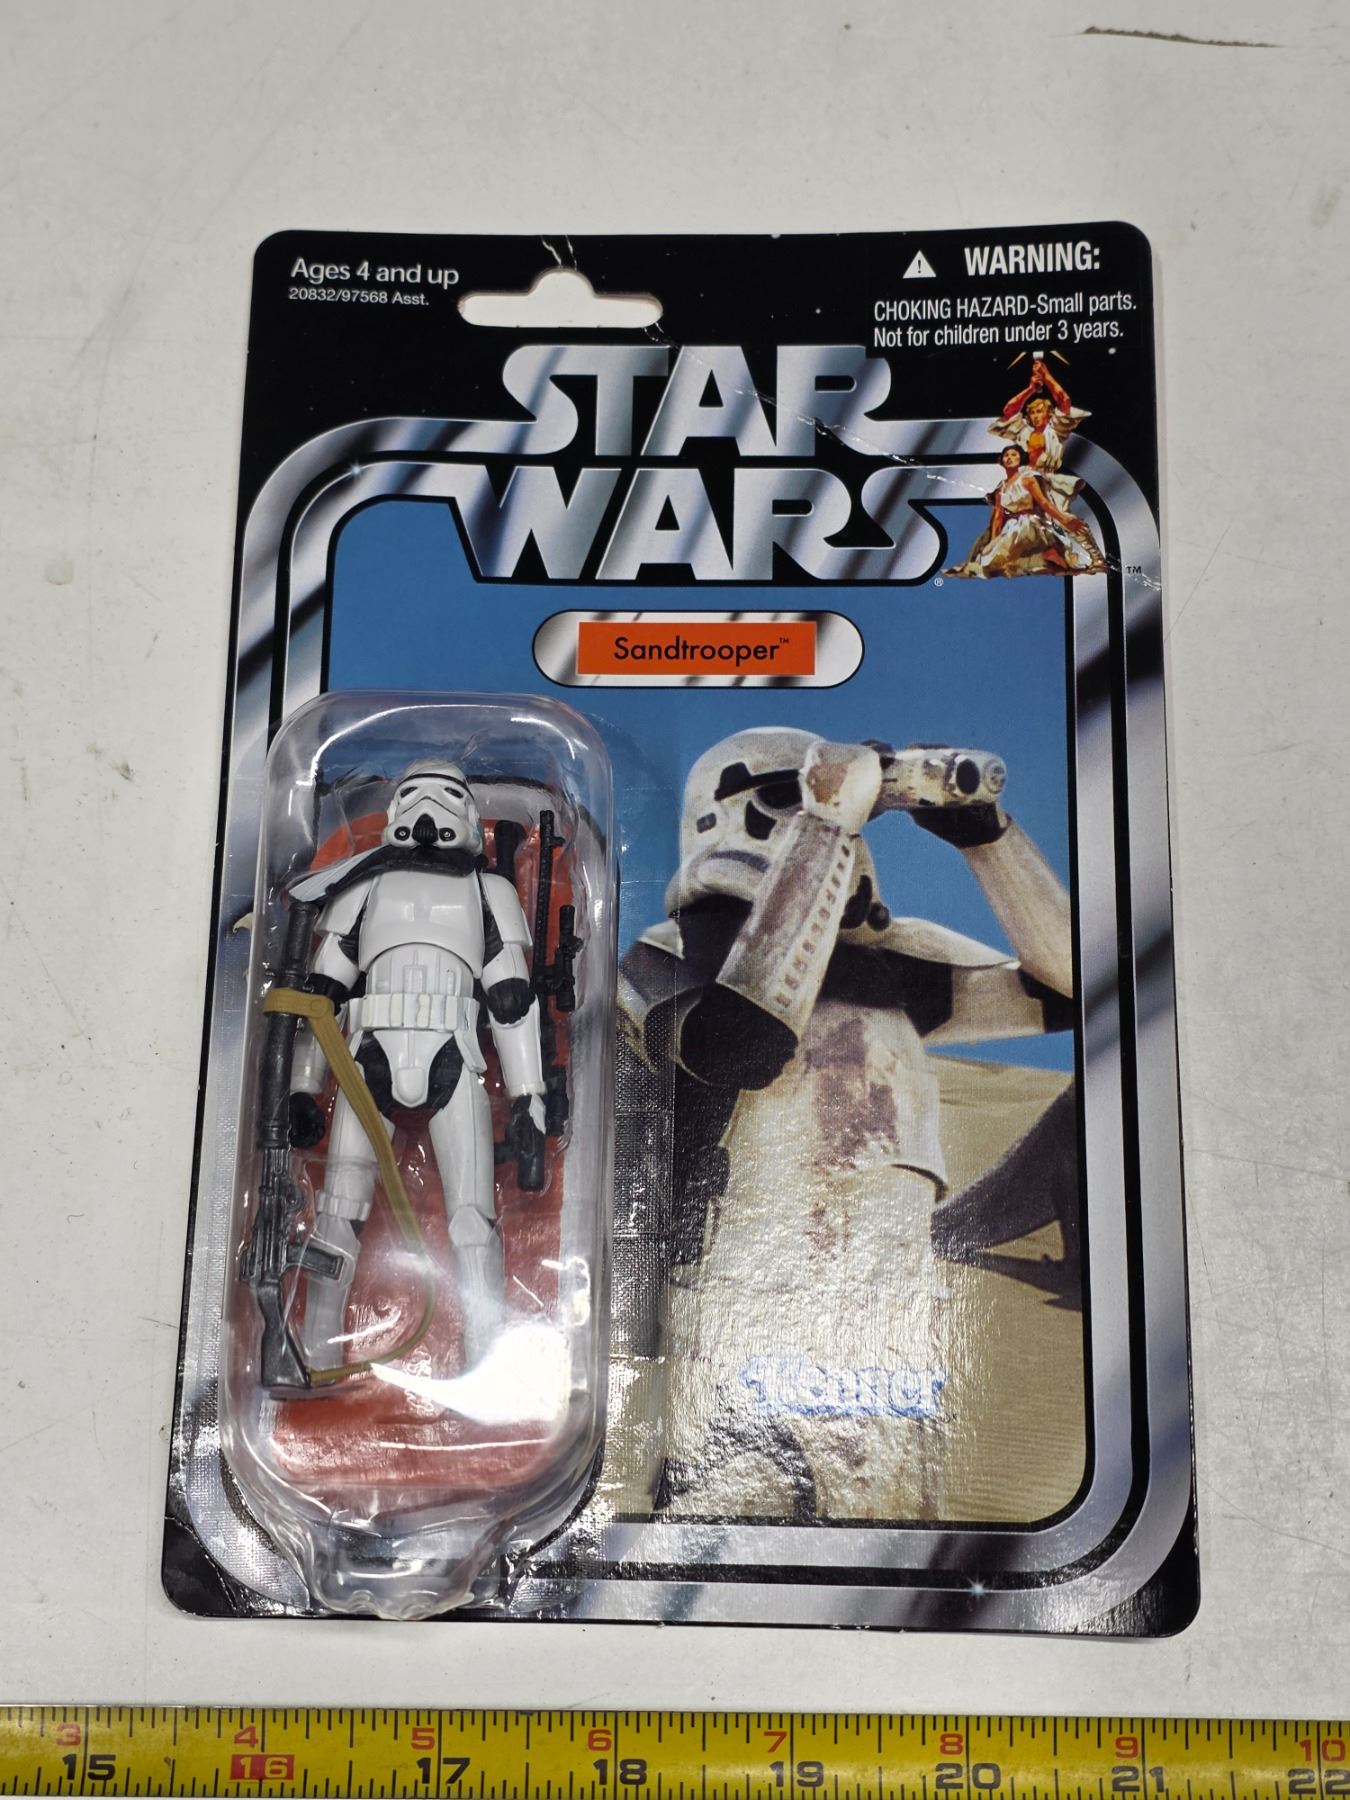 Ages 4 and up
20832/97568 Asst.
⚠ WARNING:
CHOKING HAZARD-Small parts.
Not for children under 3 years.
STAR
WARS®
™
Sandtrooper™
Kenner
3 4 5 6 7 8 9 10
15 16 17 18 19 20 21 22